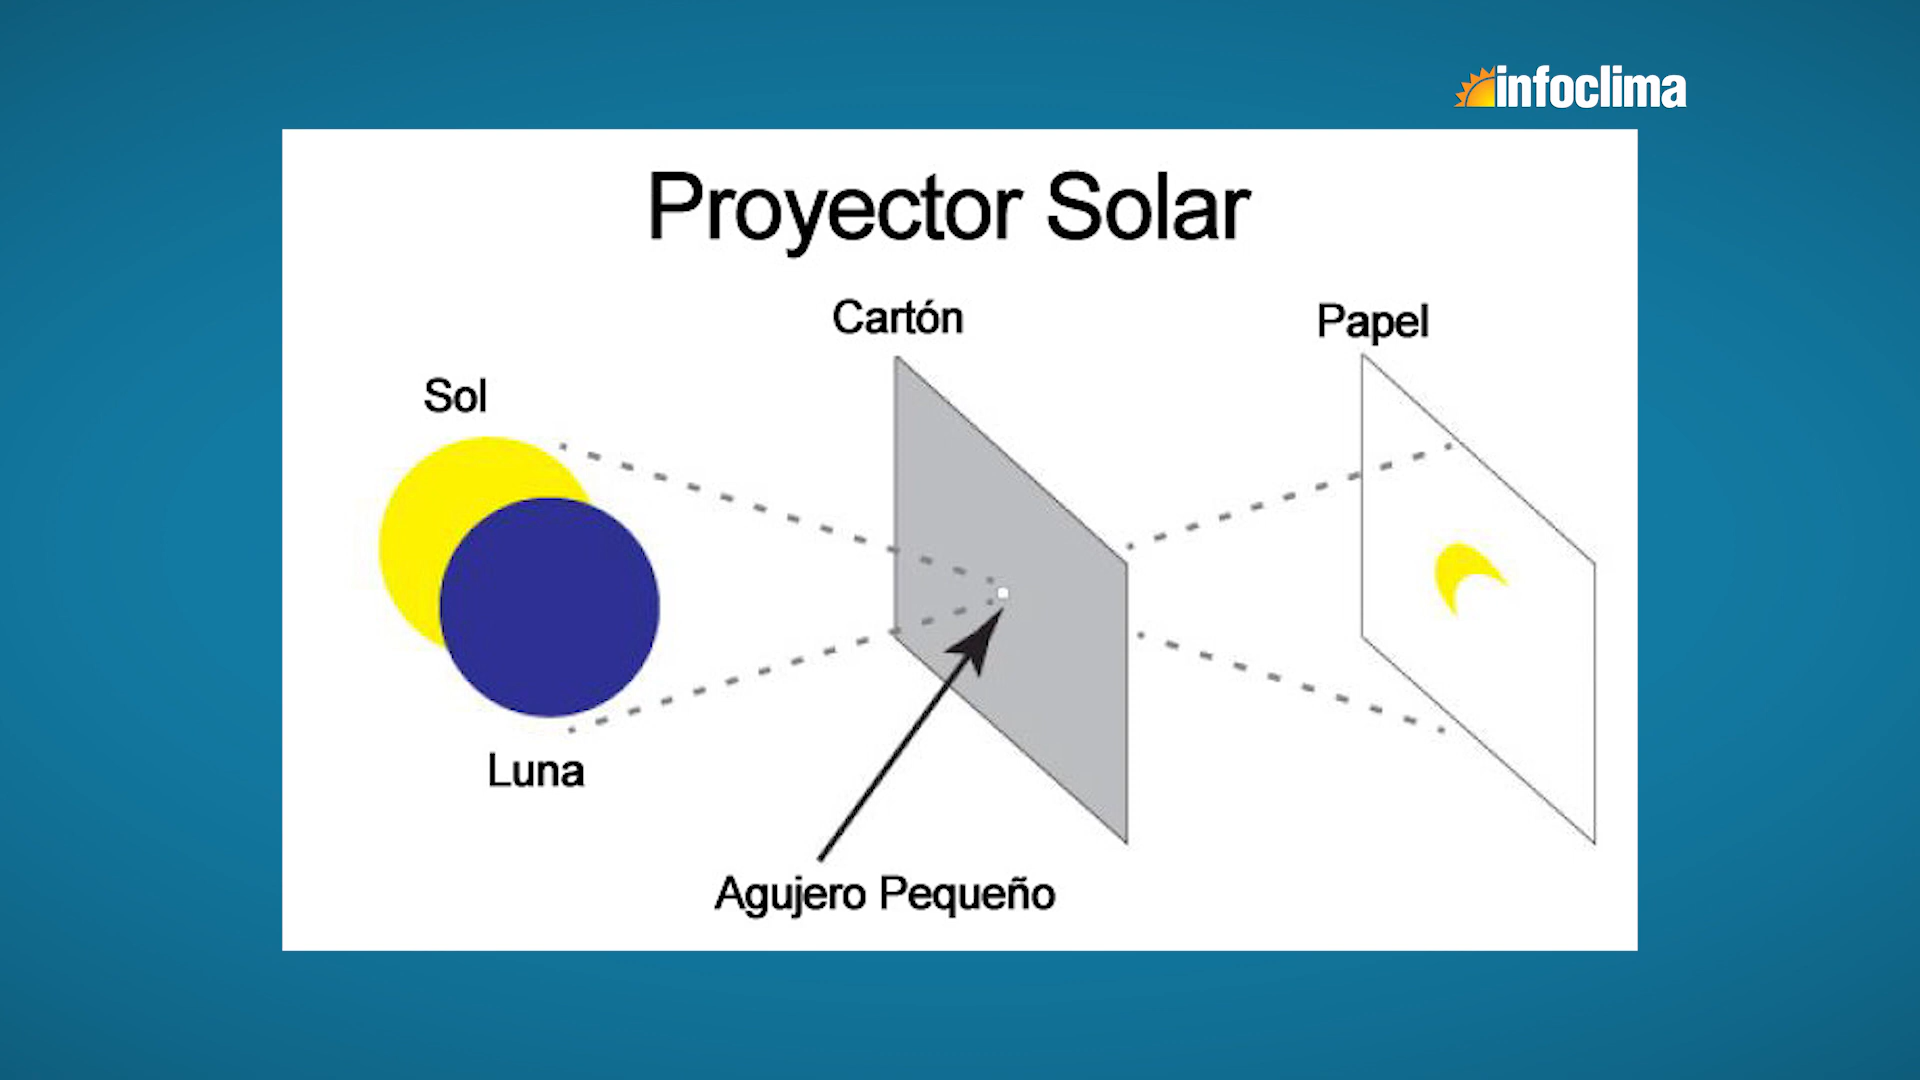 infoclima
Proyector Solar
Cartón
Papel
Sol
Luna
Agujero Pequeño